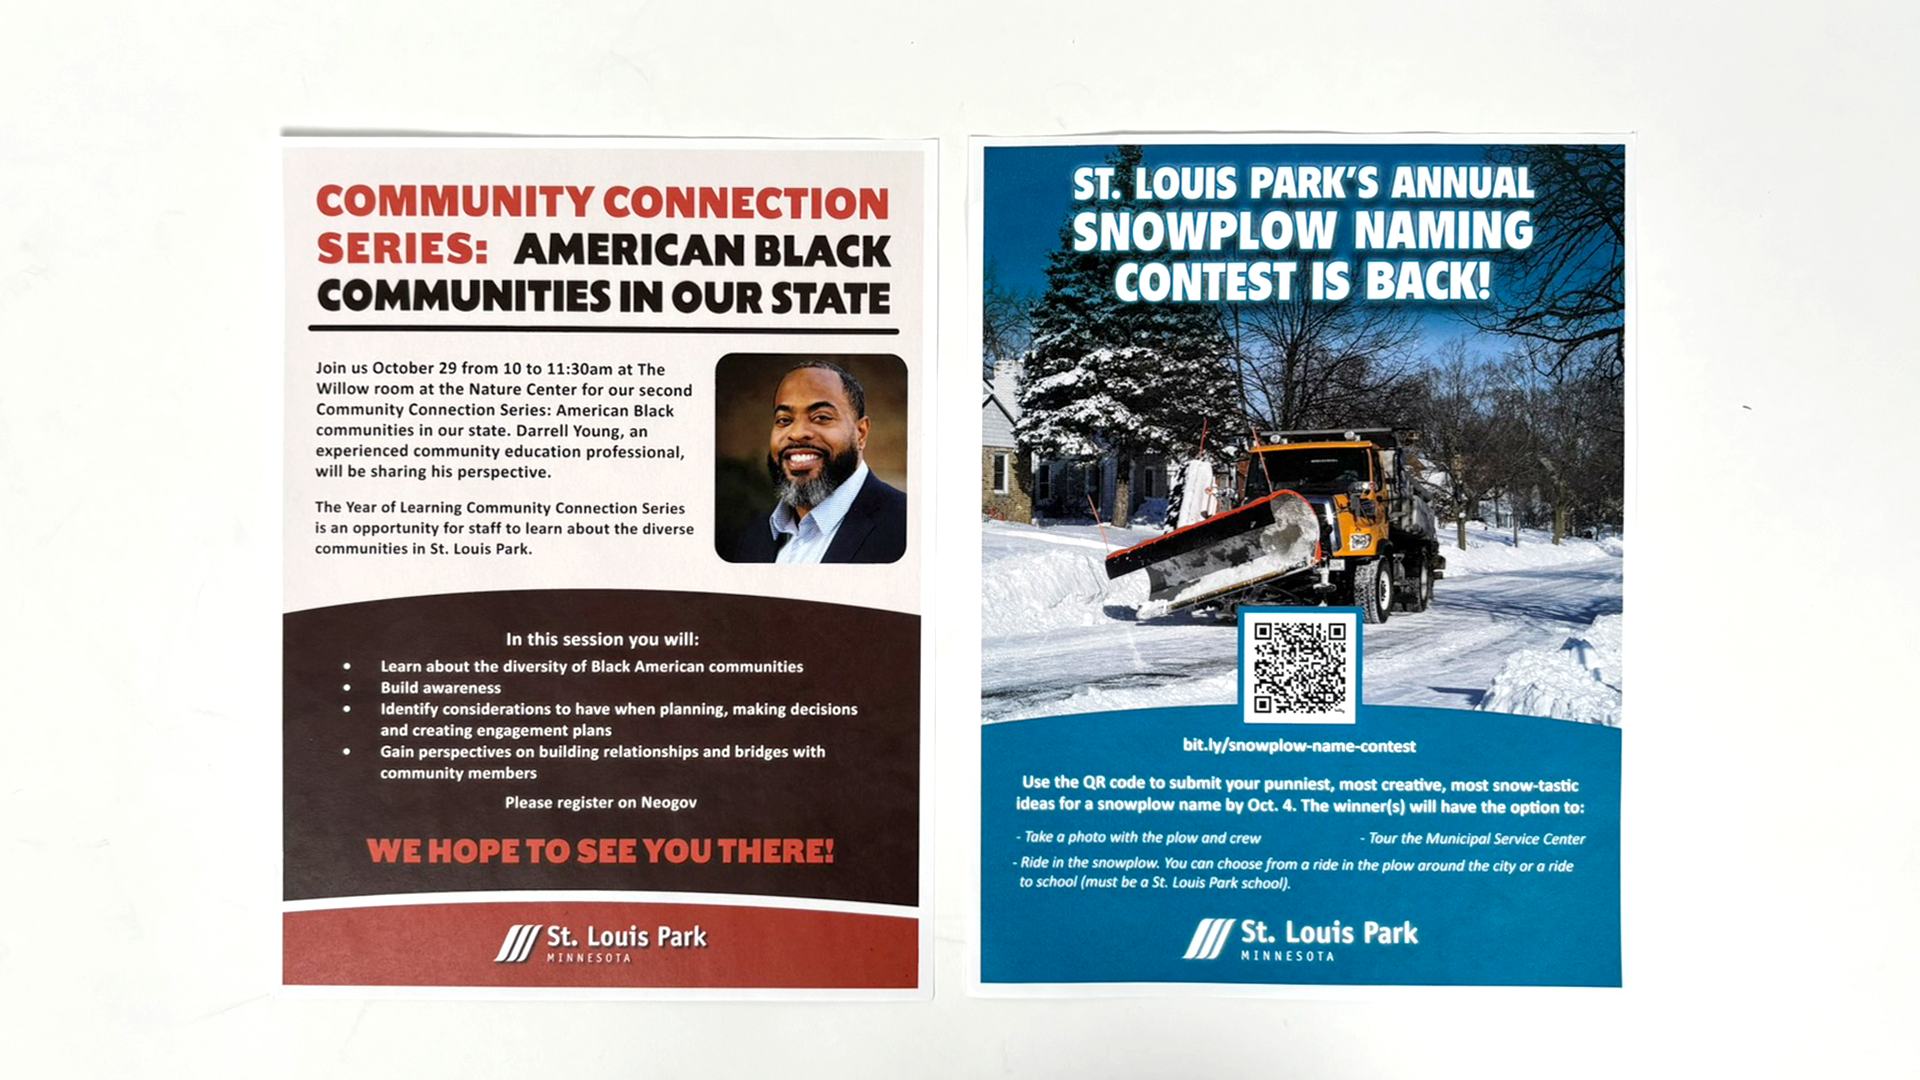 COMMUNITY CONNECTION
SERIES: AMERICAN BLACK
COMMUNITIES IN OUR STATE
Join us October 29 from 10 to 11:30am at The
Willow room at the Nature Center for our second
Community Connection Series: American Black
communities in our state. Darrell Young, an
experienced community education professional,
will be sharing his perspective.
The Year of Learning Community Connection Series
is an opportunity for staff to learn about the diverse
communities in St. Louis Park.
In this session you will:
• Learn about the diversity of Black American communities
• Build awareness
• Identify considerations to have when planning, making decisions
and creating engagement plans
• Gain perspectives on building relationships and bridges with
community members
Please register on Neogov
WE HOPE TO SEE YOU THERE!
St. Louis Park
MINNESOTA
ST. LOUIS PARK'S ANNUAL
SNOWPLOW NAMING
CONTEST IS BACK!
bit.ly/snowplow-name-contest
Use the QR code to submit your punniest, most creative, most snow-tastic
ideas for a snowplow name by Oct. 4. The winner(s) will have the option to:
- Take a photo with the plow and crew
- Tour the Municipal Service Center
- Ride in the snowplow. You can choose from a ride in the plow around the city or a ride
to school (must be a St. Louis Park school).
St. Louis Park
MINNESOTA